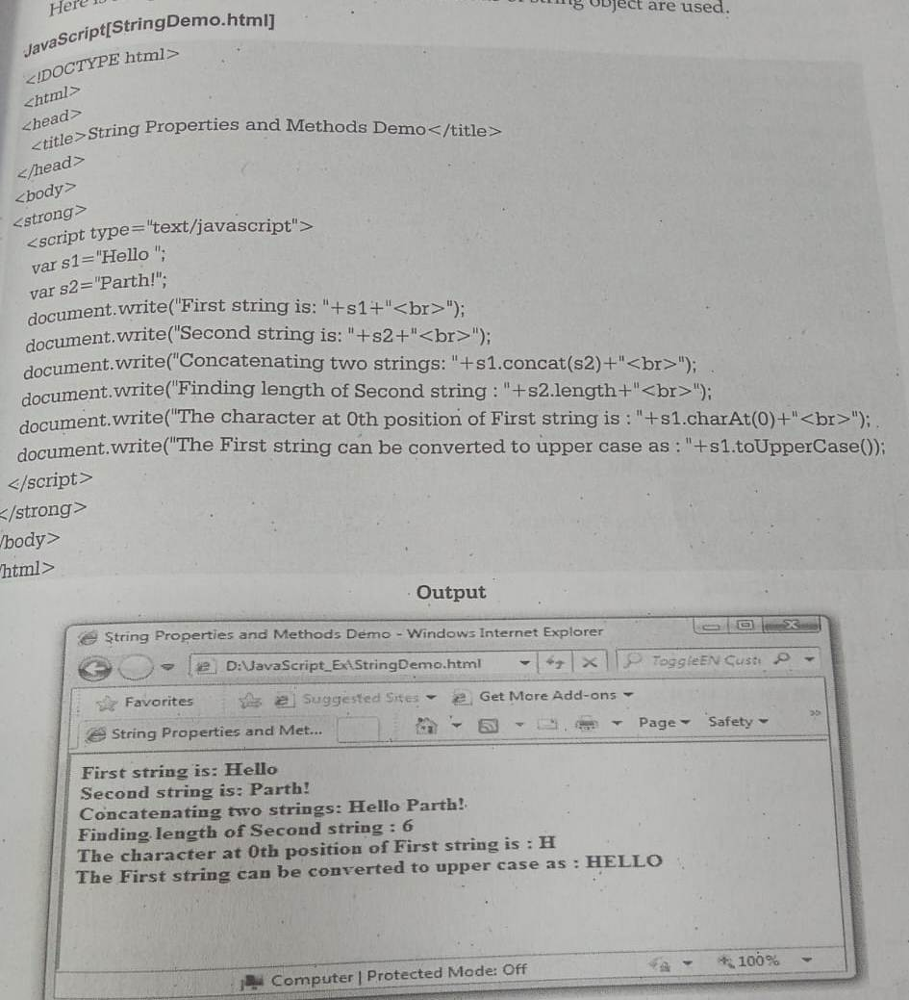 Here
string object are used.
JavaScript[StringDemo.html]
<!DOCTYPE html>
<html>
<head>
<title>String Properties and Methods Demo</title>
</head>
<body>
<strong>
<script type="text/javascript">
var s1="Hello ";
var s2="Parth!";
document.write("First string is: "+s1+"<br>");
document.write("Second string is: "+s2+"<br>");
document.write("Concatenating two strings: "+s1.concat(s2)+"<br>");
document.write("Finding length of Second string : "+s2.length+"<br>");
document.write("The character at 0th position of First string is : "+s1.charAt(0)+"<br>");
document.write("The First string can be converted to upper case as : "+s1.toUpperCase());
</script>
</strong>
/body>
html>
Output
String Properties and Methods Demo - Windows Internet Explorer
D:\JavaScript_Ex\StringDemo.html ToggleEN Custı
Favorites Suggested Sites Get More Add-ons
String Properties and Met... Page Safety
First string is: Hello
Second string is: Parth!
Concatenating two strings: Hello Parth!
Finding length of Second string : 6
The character at 0th position of First string is : H
The First string can be converted to upper case as : HELLO
Computer | Protected Mode: Off 100%